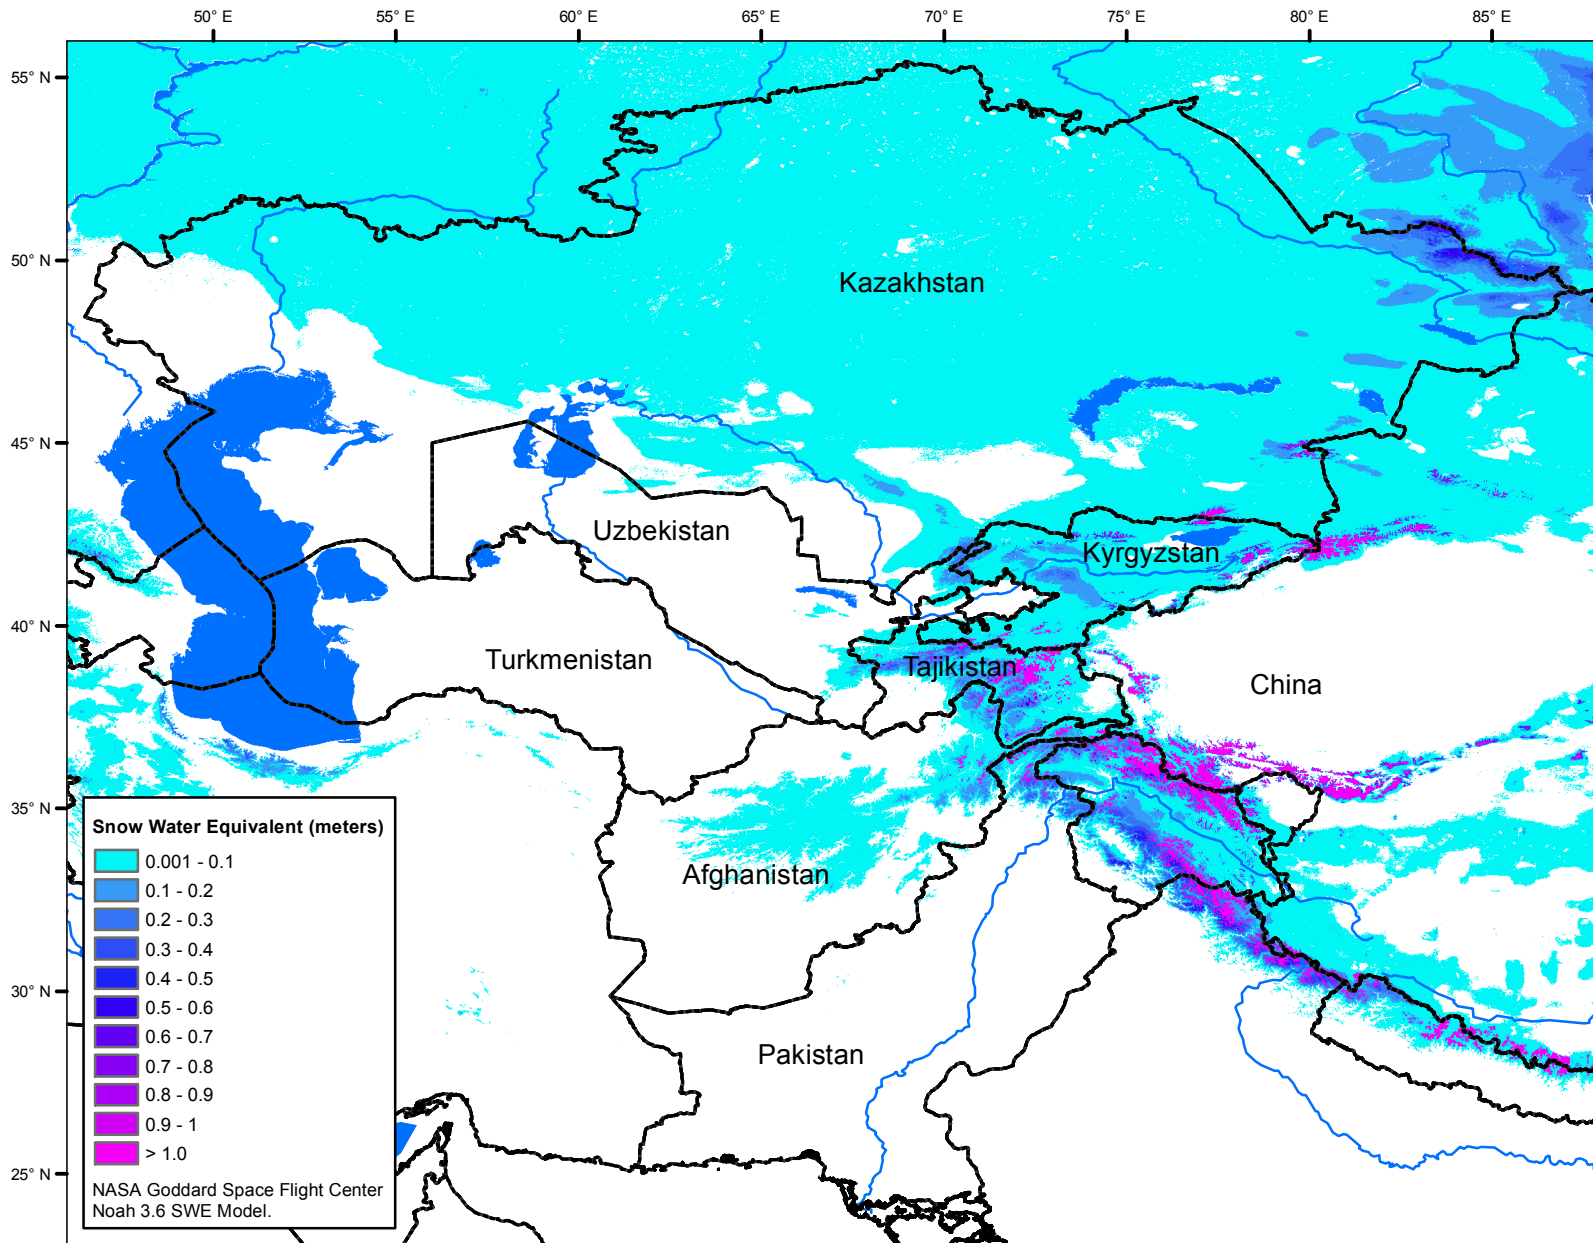 50° E 55° E 60° E 65° E 70° E 75° E 80° E 85° E
55° N
50° N
45° N
40° N
35° N
30° N
25° N
Kazakhstan
Uzbekistan
Kyrgyzstan
Turkmenistan
Tajikistan
China
Afghanistan
Pakistan
Snow Water Equivalent (meters)
0.001 - 0.1
0.1 - 0.2
0.2 - 0.3
0.3 - 0.4
0.4 - 0.5
0.5 - 0.6
0.6 - 0.7
0.7 - 0.8
0.8 - 0.9
0.9 - 1
> 1.0
NASA Goddard Space Flight Center
Noah 3.6 SWE Model.